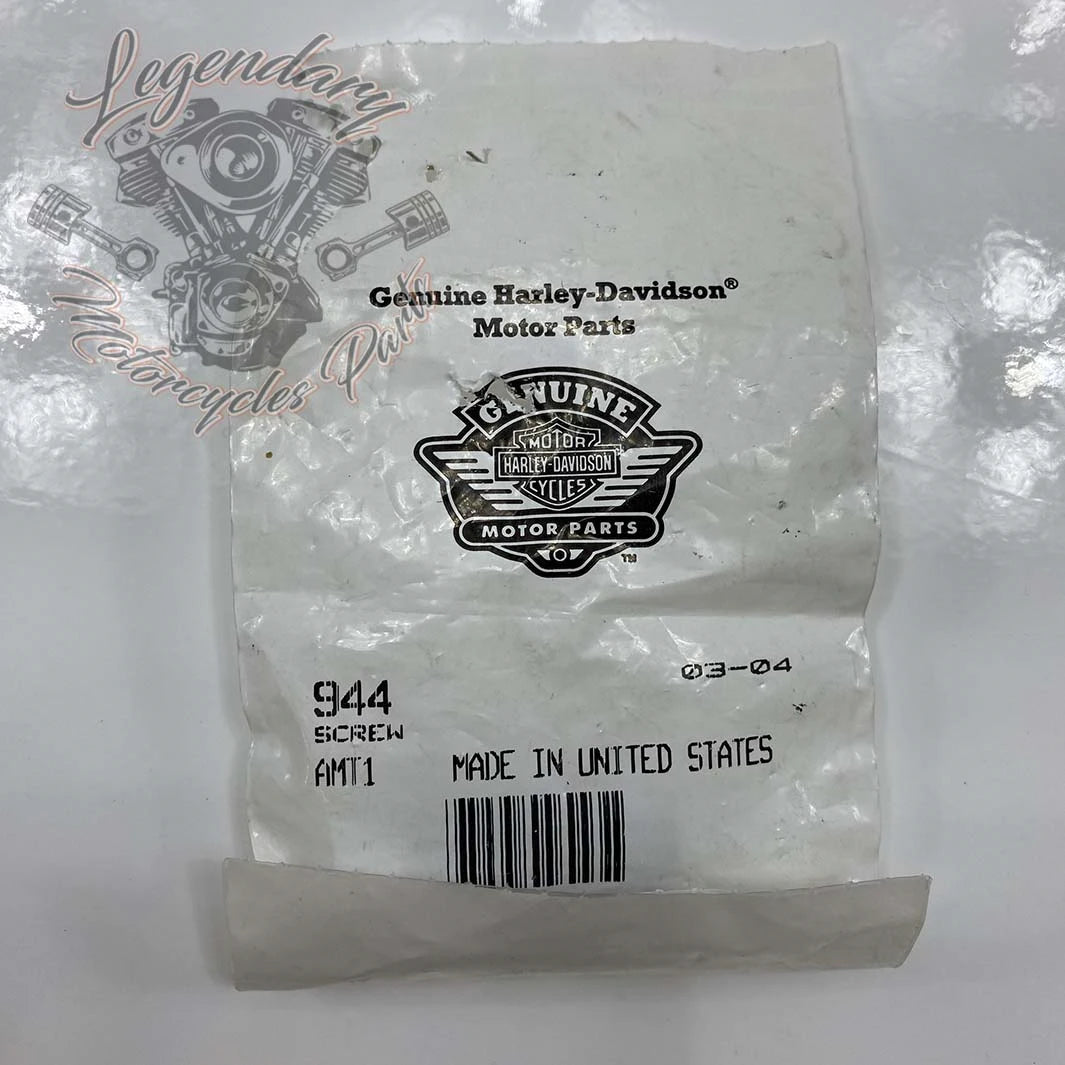 Legendary
Motorcycles Parts
Genuine Harley-Davidson®
Motor Parts
GENUINE
MOTOR
HARLEY-DAVIDSON
CYCLES
MOTOR PARTS
TM
03-04
944
SCREW
AMT1 MADE IN UNITED STATES